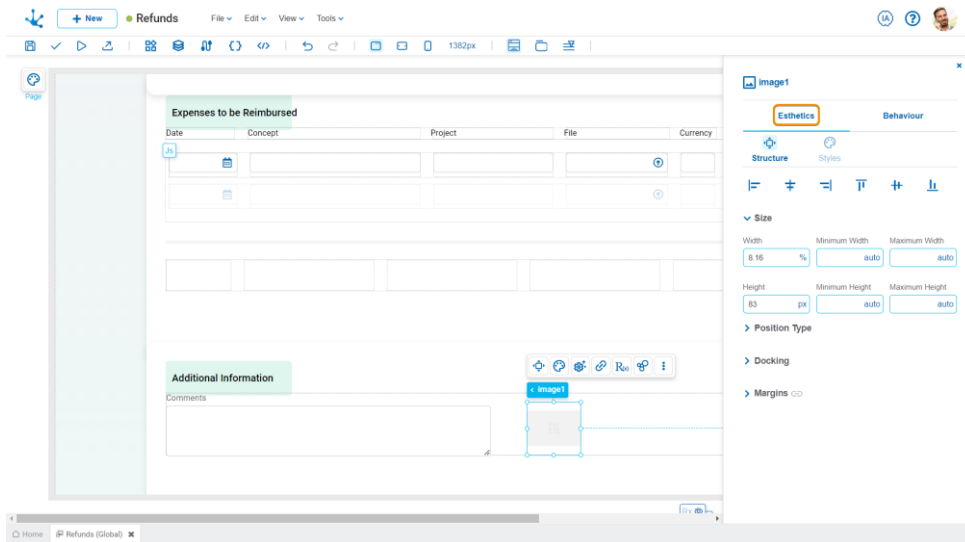 + New
Refunds
File
Edit
View
Tools
IA
?
1382px
Page
image1
Esthetics
Behaviour
Structure
Styles
Expenses to be Reimbursed
Date
Concept
Project
File
Currency
Js
Size
Width
Minimum Width
Maximum Width
8.16 %
auto
auto
Height
Minimum Height
Maximum Height
83 px
auto
auto
Position Type
Docking
Margins
Additional Information
Comments
image1
Home
Refunds (Global)